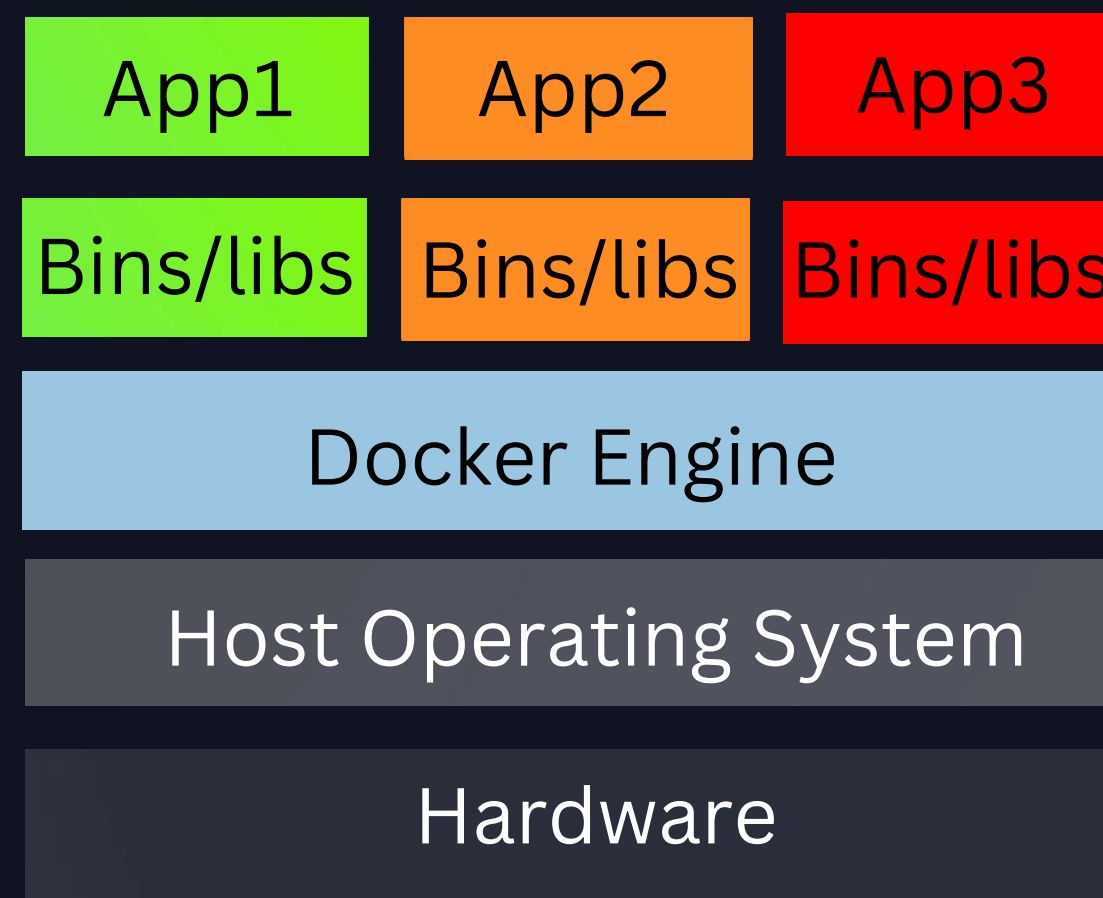 App1 App2 App3
Bins/libs Bins/libs Bins/libs
Docker Engine
Host Operating System
Hardware